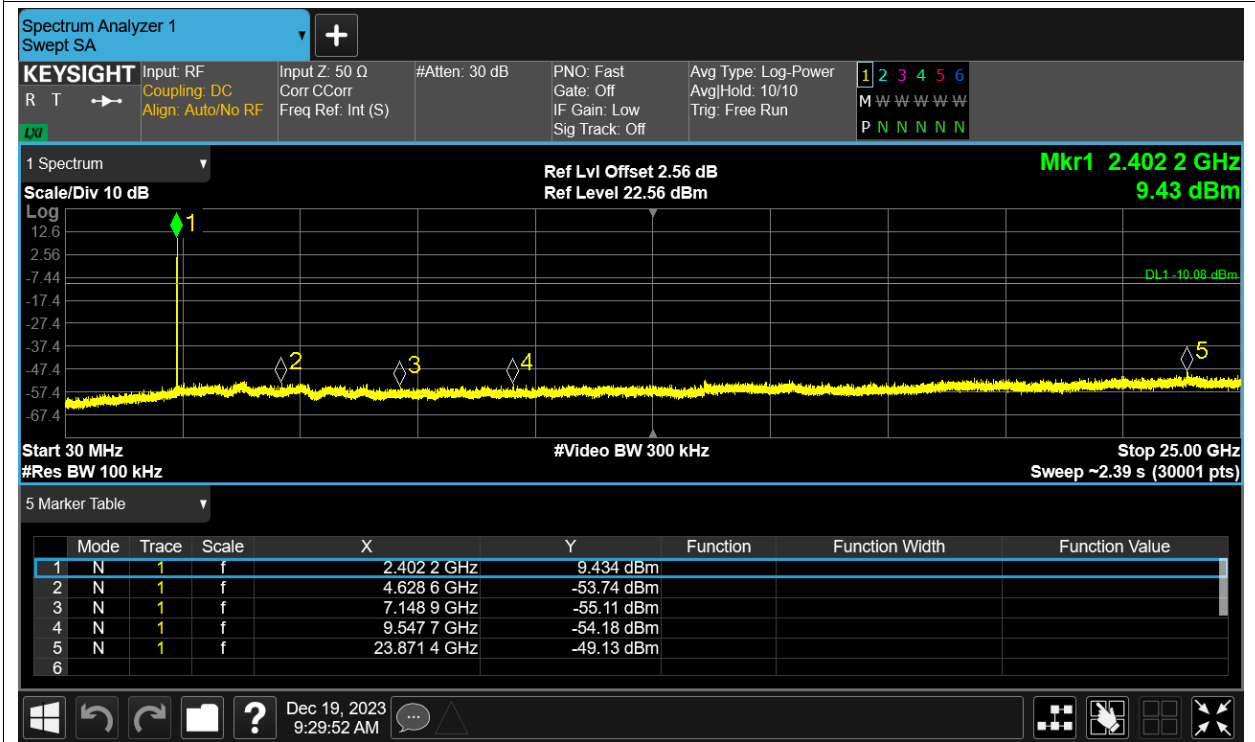 Spectrum Analyzer 1
Swept SA
+
KEYSIGHT
R T
LXI
Input: RF
Coupling: DC
Align: Auto/No RF
Input Z: 50 Ω
Corr CCorr
Freq Ref: Int (S)
#Atten: 30 dB
PNO: Fast
Gate: Off
IF Gain: Low
Sig Track: Off
Avg Type: Log-Power
Avg|Hold: 10/10
Trig: Free Run
1 2 3 4 5 6
M W W W W W
P N N N N N
1 Spectrum
Scale/Div 10 dB
Ref Lvl Offset 2.56 dB
Ref Level 22.56 dBm
Mkr1 2.402 2 GHz
9.43 dBm
Log
12.6
2.56
-7.44
-17.4
-27.4
-37.4
-47.4
-57.4
-67.4
1
2
3
4
5
DL1 -10.08 dBm
Start 30 MHz
#Video BW 300 kHz
Stop 25.00 GHz
#Res BW 100 kHz
Sweep ~2.39 s (30001 pts)
5 Marker Table
Mode Trace Scale X Y Function Function Width Function Value
1 N 1 f 2.402 2 GHz 9.434 dBm
2 N 1 f 4.628 6 GHz -53.74 dBm
3 N 1 f 7.148 9 GHz -55.11 dBm
4 N 1 f 9.547 7 GHz -54.18 dBm
5 N 1 f 23.871 4 GHz -49.13 dBm
6
?
Dec 19, 2023
9:29:52 AM